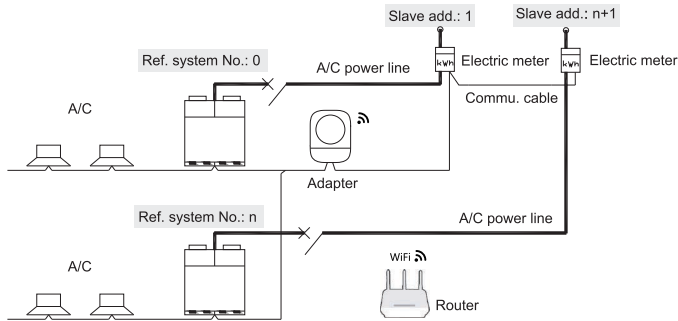 Slave add.: 1
Slave add.: n+1
Ref. system No.: 0
A/C power line
kWh
Electric meter
kWh
Electric meter
Commu. cable
A/C
Adapter
Ref. system No.: n
A/C power line
A/C
WiFi
Router